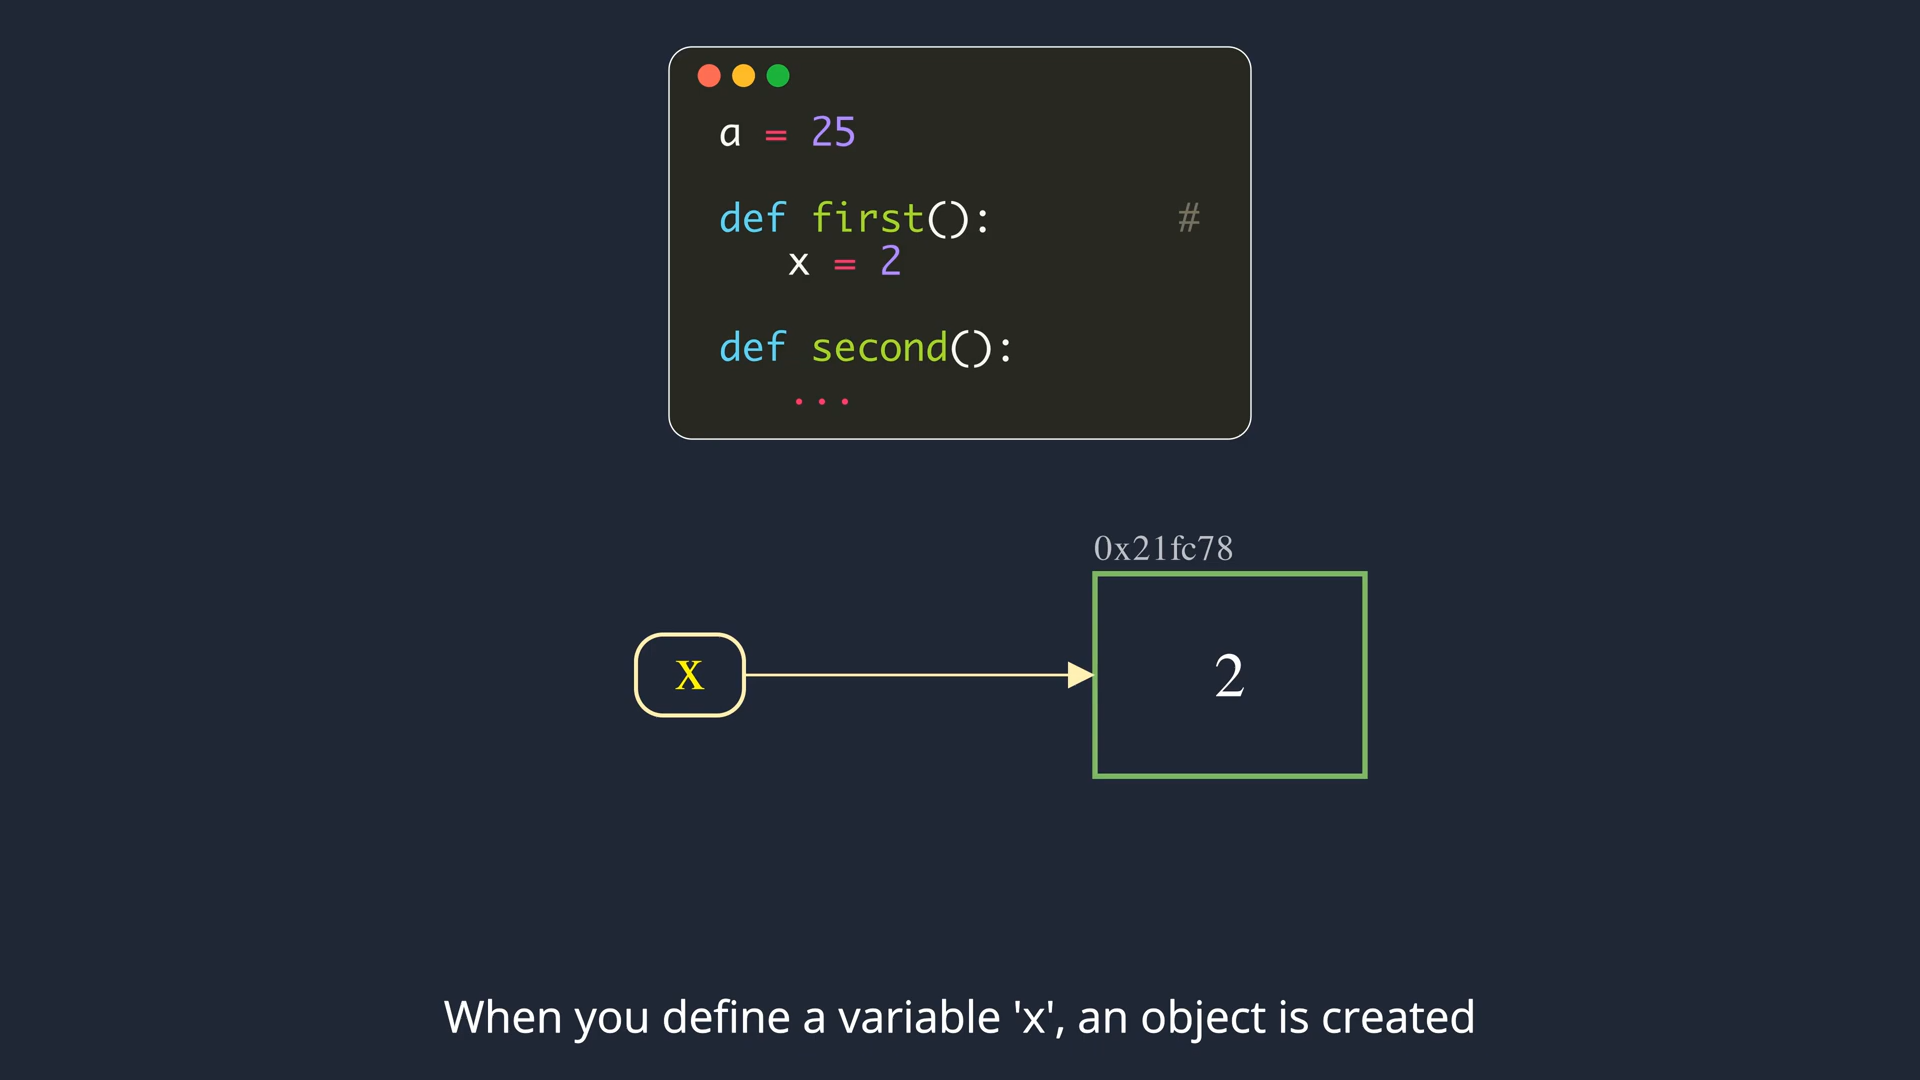 a = 25
def first():        #
    x = 2
def second():
    ...
0x21fc78
x
2
When you define a variable 'x', an object is created